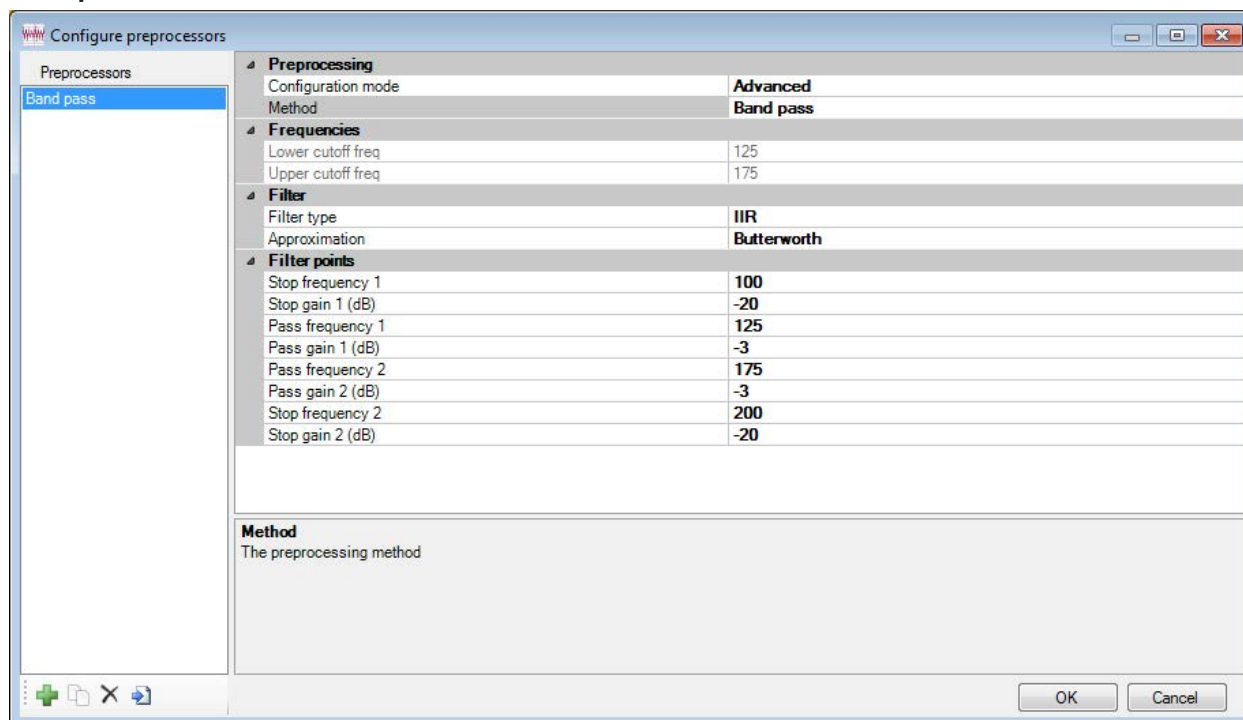 Configure preprocessors
Preprocessors
Band pass
Preprocessing
Configuration mode Advanced
Method Band pass
Frequencies
Lower cutoff freq 125
Upper cutoff freq 175
Filter
Filter type IIR
Approximation Butterworth
Filter points
Stop frequency 1 100
Stop gain 1 (dB) -20
Pass frequency 1 125
Pass gain 1 (dB) -3
Pass frequency 2 175
Pass gain 2 (dB) -3
Stop frequency 2 200
Stop gain 2 (dB) -20
Method
The preprocessing method
OK Cancel